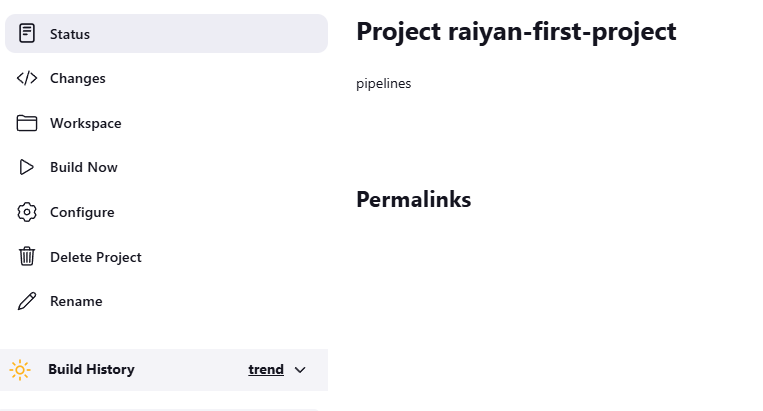 Status
Changes
Workspace
Build Now
Configure
Delete Project
Rename
Build History trend
Project raiyan-first-project
pipelines
Permalinks